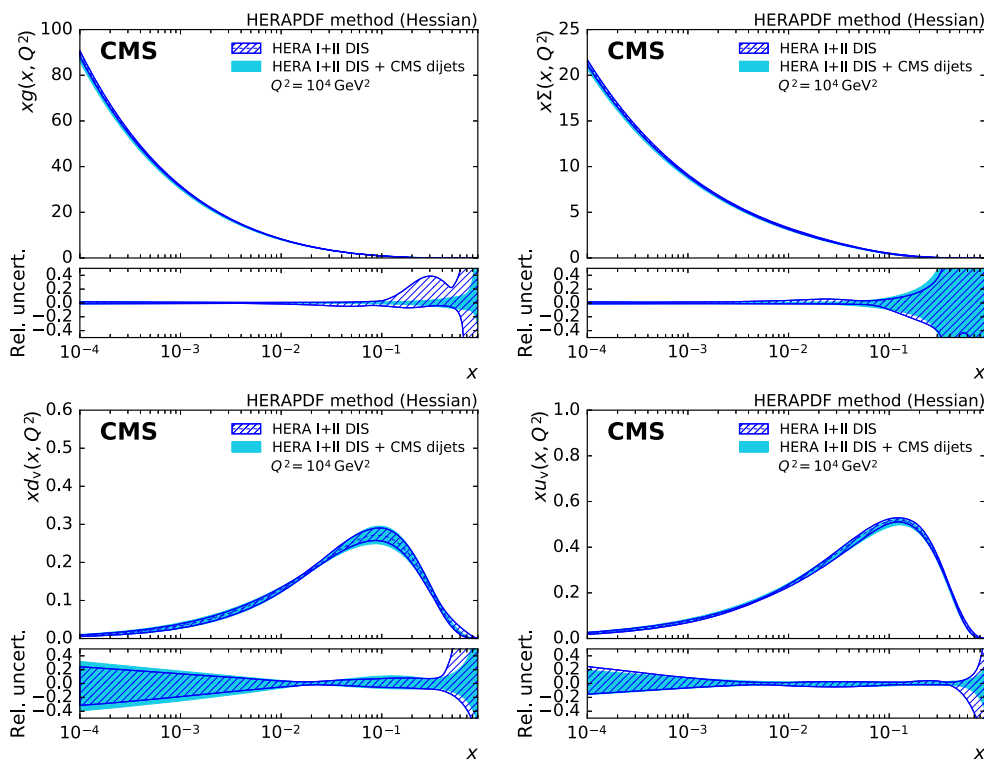 HERAPDF method (Hessian)
CMS
HERA I+II DIS
HERA I+II DIS + CMS dijets
Q² = 10⁴ GeV²
xg(x, Q²)
100
80
60
40
20
0
Rel. uncert.
0.4
0.2
0.0
−0.2
−0.4
10⁻⁴ 10⁻³ 10⁻² 10⁻¹
x
HERAPDF method (Hessian)
CMS
HERA I+II DIS
HERA I+II DIS + CMS dijets
Q² = 10⁴ GeV²
xΣ(x, Q²)
25
20
15
10
5
0
Rel. uncert.
0.4
0.2
0.0
−0.2
−0.4
10⁻⁴ 10⁻³ 10⁻² 10⁻¹
x
HERAPDF method (Hessian)
CMS
HERA I+II DIS
HERA I+II DIS + CMS dijets
Q² = 10⁴ GeV²
xdᵥ(x, Q²)
0.6
0.5
0.4
0.3
0.2
0.1
0.0
Rel. uncert.
0.4
0.2
0.0
−0.2
−0.4
10⁻⁴ 10⁻³ 10⁻² 10⁻¹
x
HERAPDF method (Hessian)
CMS
HERA I+II DIS
HERA I+II DIS + CMS dijets
Q² = 10⁴ GeV²
xuᵥ(x, Q²)
1.0
0.8
0.6
0.4
0.2
0.0
Rel. uncert.
0.4
0.2
0.0
−0.2
−0.4
10⁻⁴ 10⁻³ 10⁻² 10⁻¹
x